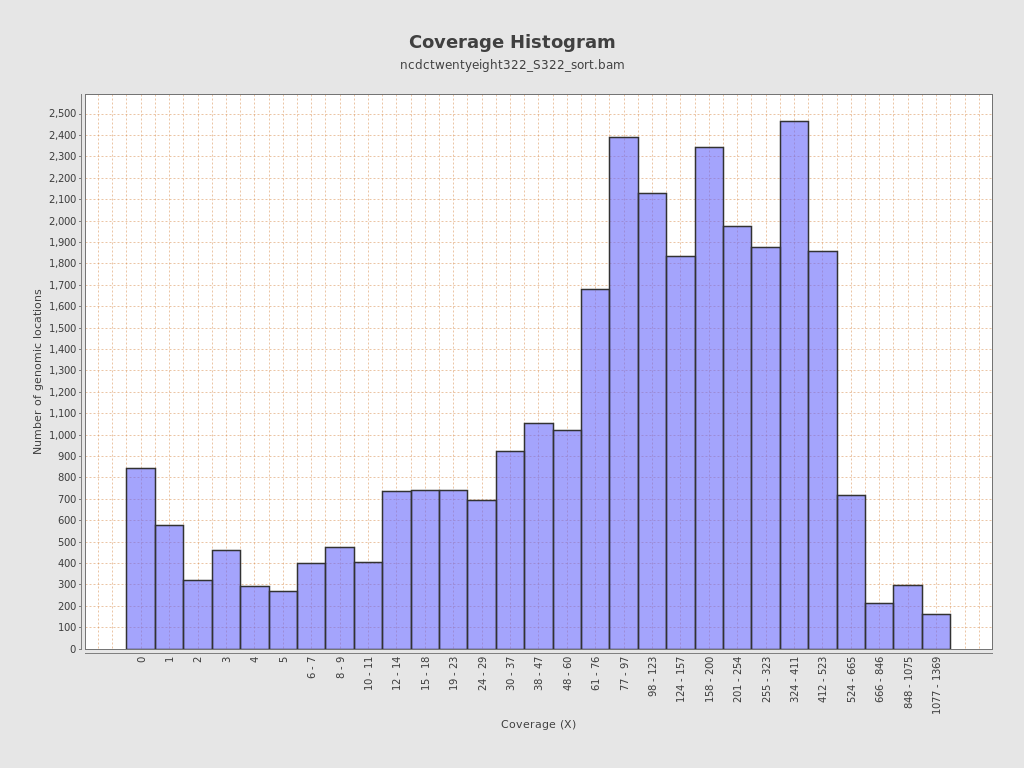 Coverage Histogram
ncdctwentyeight322_S322_sort.bam
Number of genomic locations
2,500
2,400
2,300
2,200
2,100
2,000
1,900
1,800
1,700
1,600
1,500
1,400
1,300
1,200
1,100
1,000
900
800
700
600
500
400
300
200
100
0
0
1
2
3
4
5
6 - 7
8 - 9
10 - 11
12 - 14
15 - 18
19 - 23
24 - 29
30 - 37
38 - 47
48 - 60
61 - 76
77 - 97
98 - 123
124 - 157
158 - 200
201 - 254
255 - 323
324 - 411
412 - 523
524 - 665
666 - 846
848 - 1075
1077 - 1369
Coverage (X)